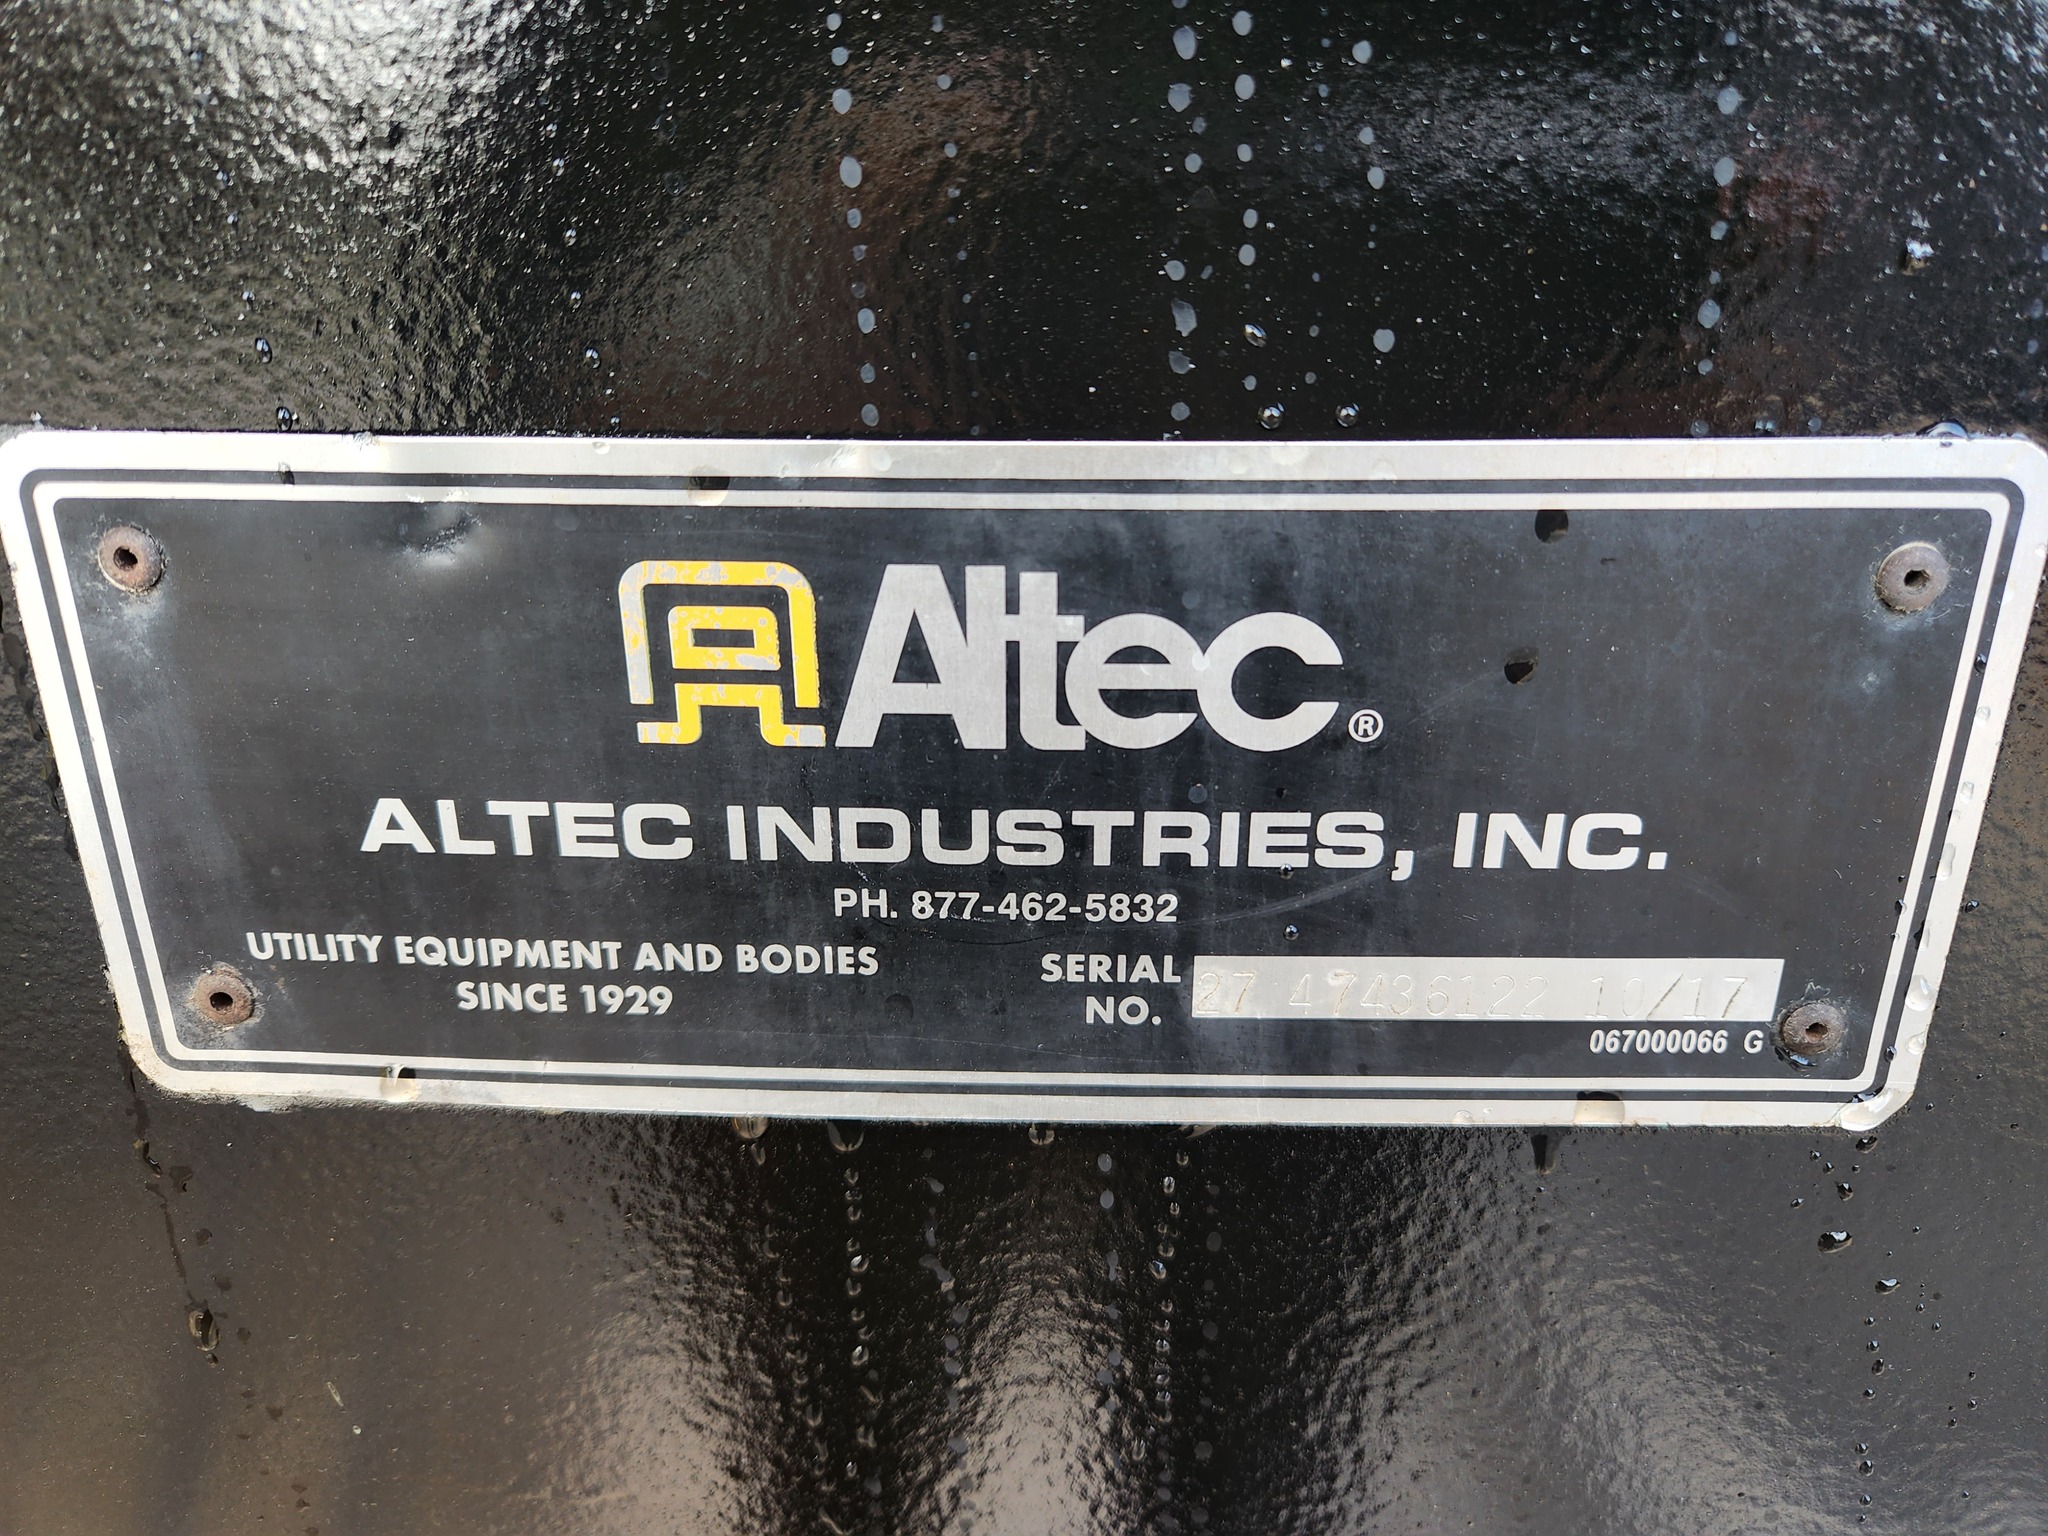 Altec®
ALTEC INDUSTRIES, INC.
PH. 877-462-5832
UTILITY EQUIPMENT AND BODIES
SINCE 1929
SERIAL
NO.
27 47436122 10/17
067000066 G